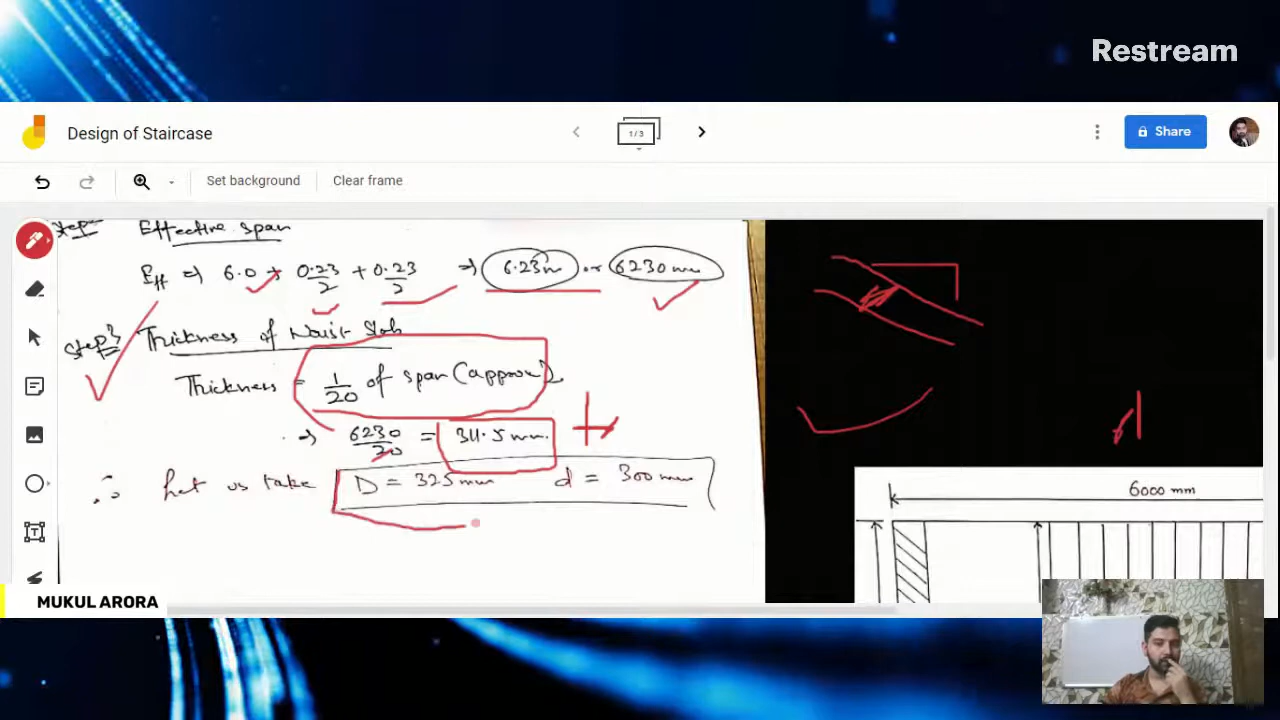 Restream
Design of Staircase
1/3
Share
Set background
Clear frame
Step
Effective span
leff ⇒ 6.0 + 0.23/2 + 0.23/2 ⇒ 6.23m or 6230 mm
Step 3 Thickness of Waist Slab
Thickness = 1/20 of span (approx).
⇒ 6230/20 = 311.5 mm.
∴ Let us take D = 325 mm d = 300 mm
6000 mm
MUKUL ARORA